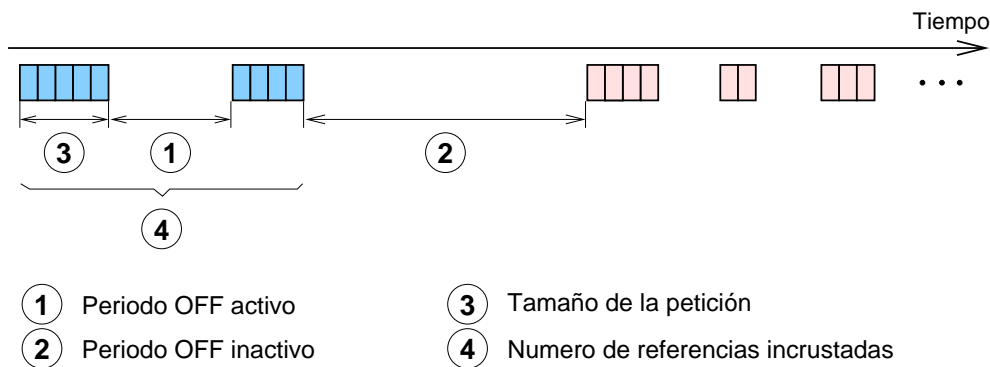 Tiempo
3
1
2
4
1 Periodo OFF activo
3 Tamaño de la petición
2 Periodo OFF inactivo
4 Numero de referencias incrustadas